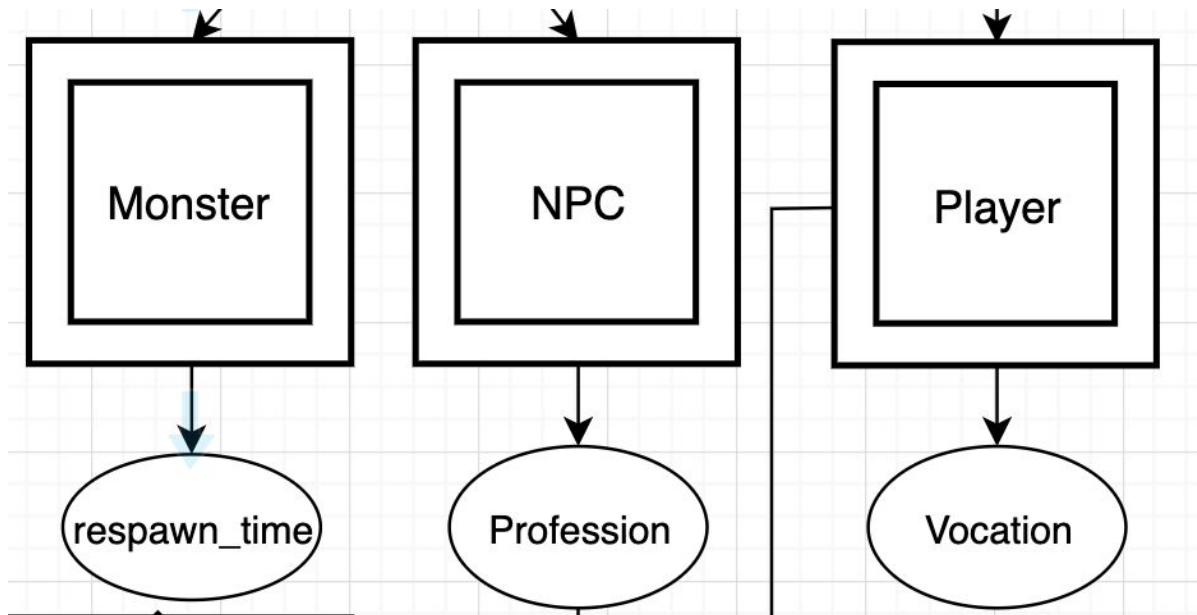 Monster
NPC
Player
respawn_time
Profession
Vocation